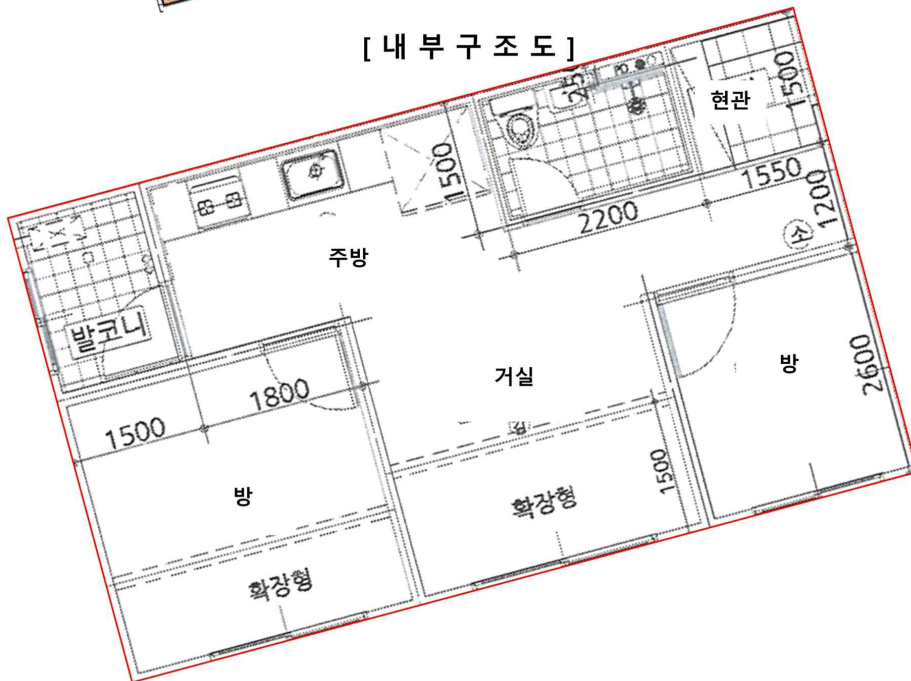 [ 내 부 구 조 도 ]
현관
1500
1500
2200
1550
1200
소
주방
발코니
거실
방
2600
1500
1800
1500
방
확장형
확장형